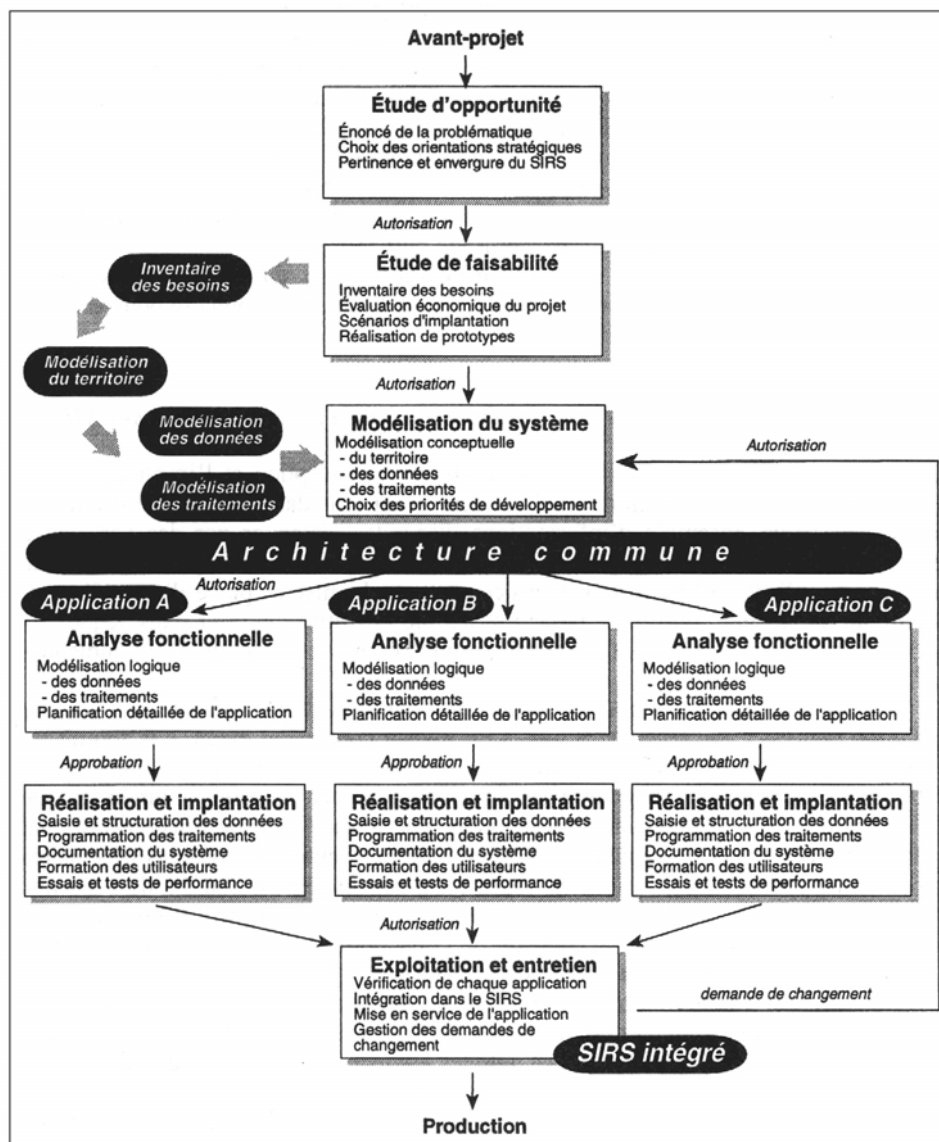 Avant-projet
Étude d'opportunité
Énoncé de la problématique
Choix des orientations stratégiques
Pertinence et envergure du SIRS
Autorisation
Étude de faisabilité
Inventaire des besoins
Évaluation économique du projet
Scénarios d'implantation
Réalisation de prototypes
Inventaire
des besoins
Modélisation
du territoire
Autorisation
Modélisation
des données
Modélisation
des traitements
Modélisation du système
Modélisation conceptuelle
- du territoire
- des données
- des traitements
Choix des priorités de développement
Autorisation
Architecture commune
Autorisation
Application A
Analyse fonctionnelle
Modélisation logique
- des données
- des traitements
Planification détaillée de l'application
Application B
Analyse fonctionnelle
Modélisation logique
- des données
- des traitements
Planification détaillée de l'application
Application C
Analyse fonctionnelle
Modélisation logique
- des données
- des traitements
Planification détaillée de l'application
Approbation
Approbation
Approbation
Réalisation et implantation
Saisie et structuration des données
Programmation des traitements
Documentation du système
Formation des utilisateurs
Essais et tests de performance
Réalisation et implantation
Saisie et structuration des données
Programmation des traitements
Documentation du système
Formation des utilisateurs
Essais et tests de performance
Réalisation et implantation
Saisie et structuration des données
Programmation des traitements
Documentation du système
Formation des utilisateurs
Essais et tests de performance
Autorisation
Exploitation et entretien
Vérification de chaque application
Intégration dans le SIRS
Mise en service de l'application
Gestion des demandes de
changement
demande de changement
SIRS intégré
Production